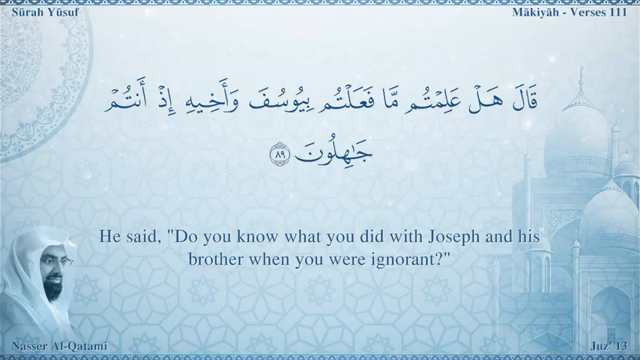 Sūrah Yūsuf
Mākiyāh - Verses 111
قَالَ هَلْ عَلِمْتُم مَّا فَعَلْتُم بِيُوسُفَ وَأَخِيهِ إِذْ أَنتُمْ
جَـٰهِلُونَ ٨٩
He said, "Do you know what you did with Joseph and his
brother when you were ignorant?"
Nasser Al-Qatami
Juz' 13